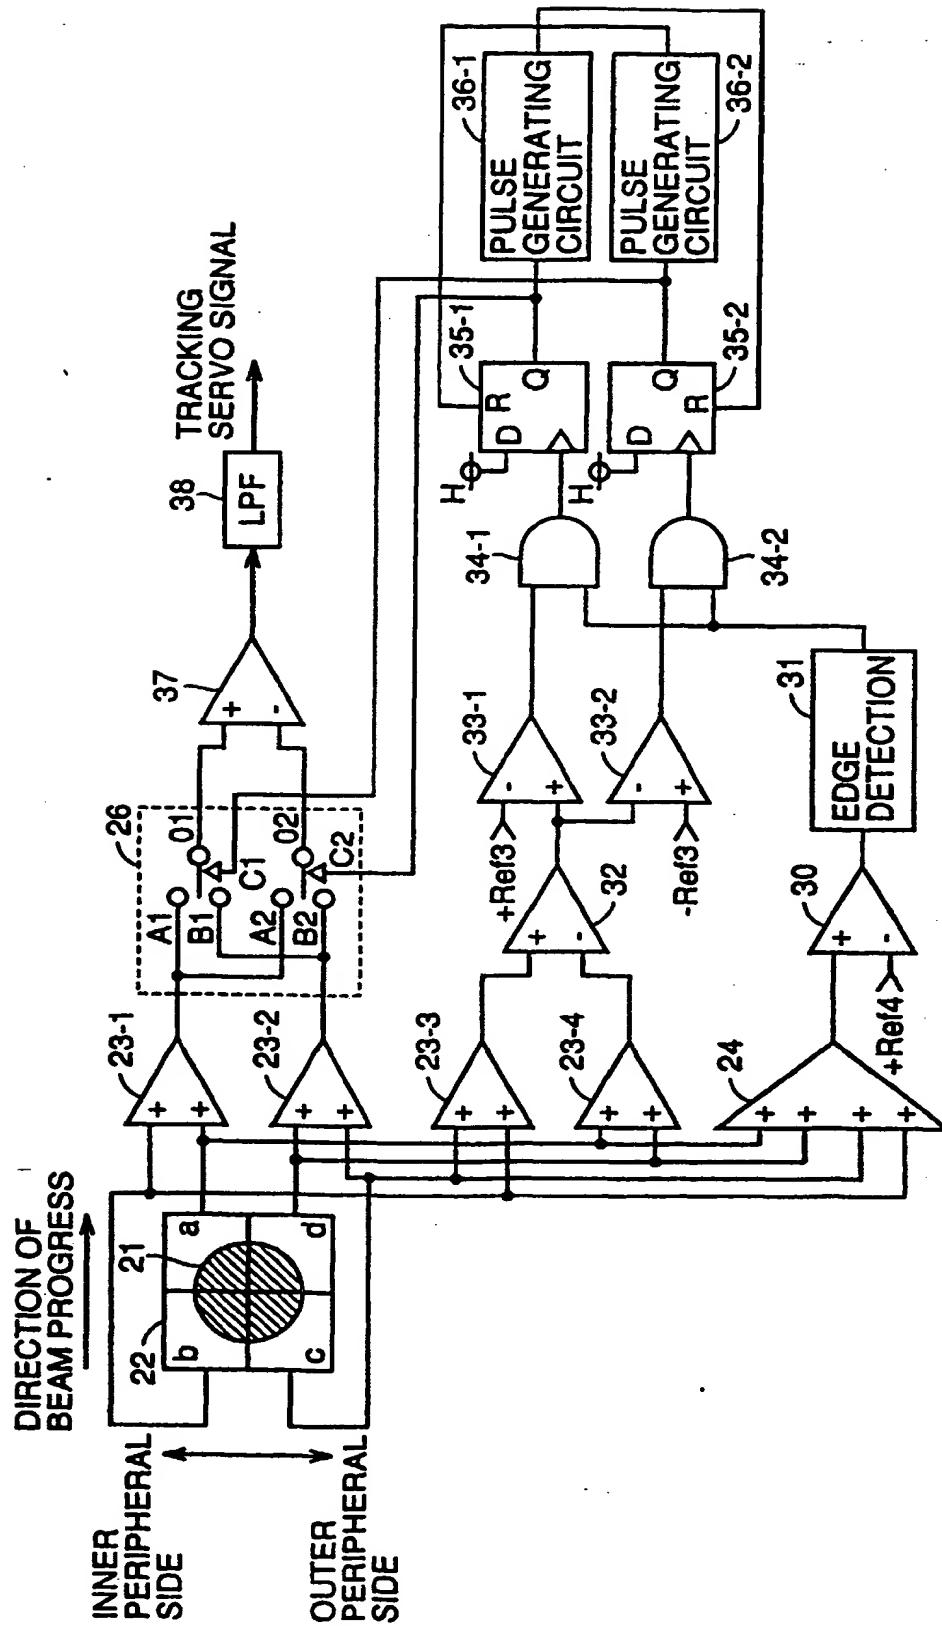 DIRECTION OF
BEAM PROGRESS
INNER
PERIPHERAL
SIDE
OUTER
PERIPHERAL
SIDE
22
21
b
a
c
d
23-1
+
+
23-2
+
+
26
A1
B1
O1
C1
A2
B2
O2
C2
37
+
-
38
LPF
TRACKING
SERVO SIGNAL
23-3
+
+
23-4
+
+
32
+
-
+Ref3
33-1
-
+
-Ref3
33-2
-
+
34-1
34-2
H
35-1
D
R
Q
H
35-2
D
R
Q
36-1
PULSE
GENERATING
CIRCUIT
36-2
PULSE
GENERATING
CIRCUIT
24
+
+
+
+
30
+
-
+Ref4
31
EDGE
DETECTION